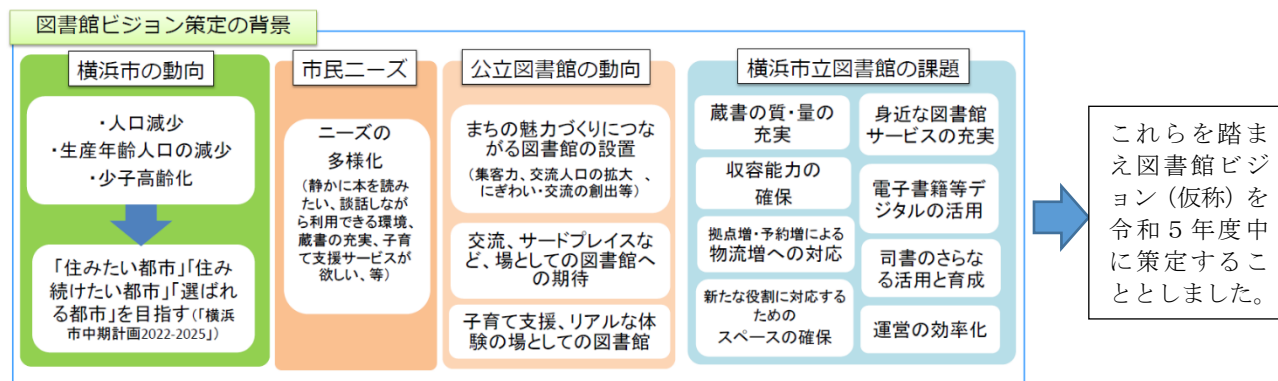 図書館ビジョン策定の背景
横浜市の動向
・人口減少
・生産年齢人口の減少
・少子高齢化
「住みたい都市」「住み
続けたい都市」「選ばれ
る都市」を目指す(「横浜
市中期計画2022-2025」)
市民ニーズ
ニーズの
多様化
(静かに本を読み
たい、談話しなが
ら利用できる環境、
蔵書の充実、子育
て支援サービスが
欲しい、等)
公立図書館の動向
まちの魅力づくりにつな
がる図書館の設置
(集客力、交流人口の拡大 、
にぎわい・交流の創出等)
交流、サードプレイスな
ど、場としての図書館へ
の期待
子育て支援、リアルな体
験の場としての図書館
横浜市立図書館の課題
蔵書の質・量の
充実
収容能力の
確保
拠点増・予約増による
物流増への対応
新たな役割に対応する
ための
スペースの確保
身近な図書館
サービスの充実
電子書籍等デ
ジタルの活用
司書のさらな
る活用と育成
運営の効率化
これらを踏ま
え図書館ビジ
ョン（仮称）を
令和５年度中
に策定するこ
ととしました。